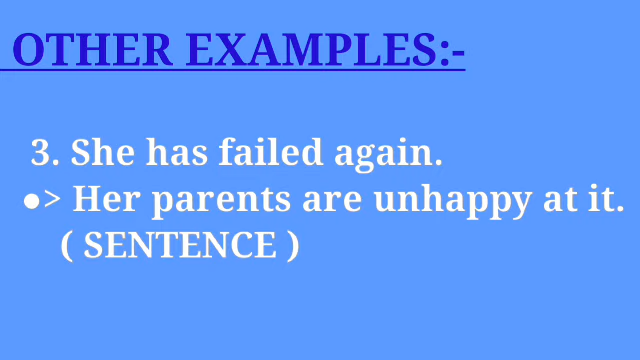 OTHER EXAMPLES:-
3. She has failed again.
●> Her parents are unhappy at it.
( SENTENCE )